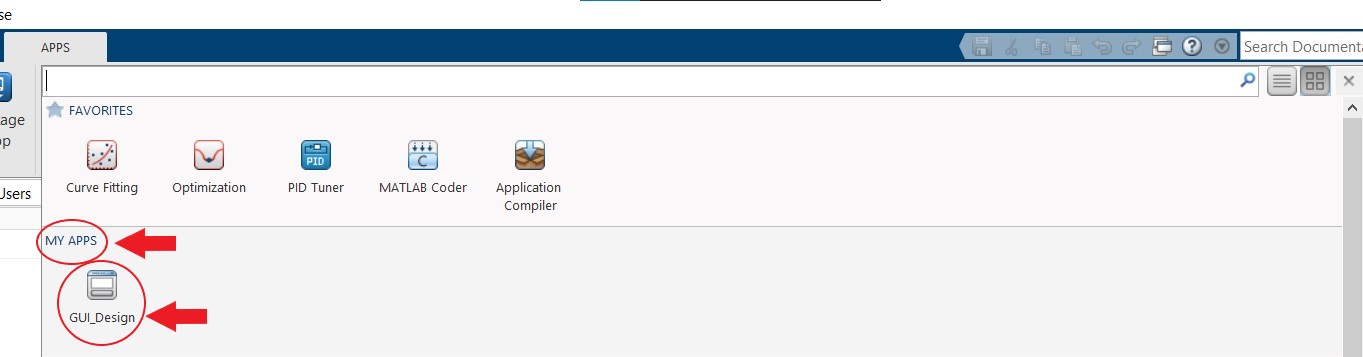 se
APPS
Search Documenta
age
op
FAVORITES
PID
C
Curve Fitting
Optimization
PID Tuner
MATLAB Coder
Application
Compiler
Users
MY APPS
GUI_Design